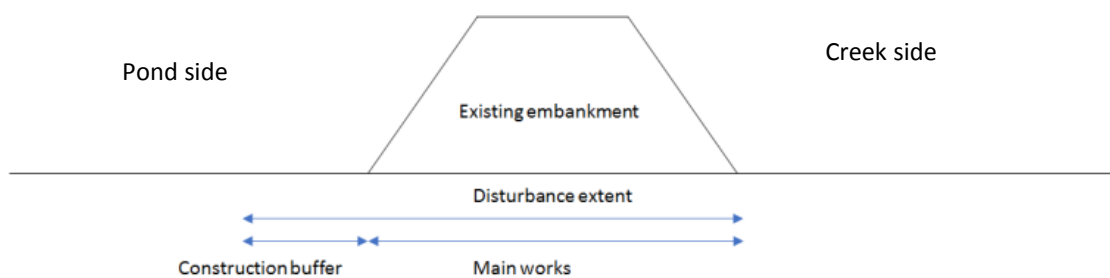 Creek side
Pond side
Existing embankment
Disturbance extent
Construction buffer
Main works